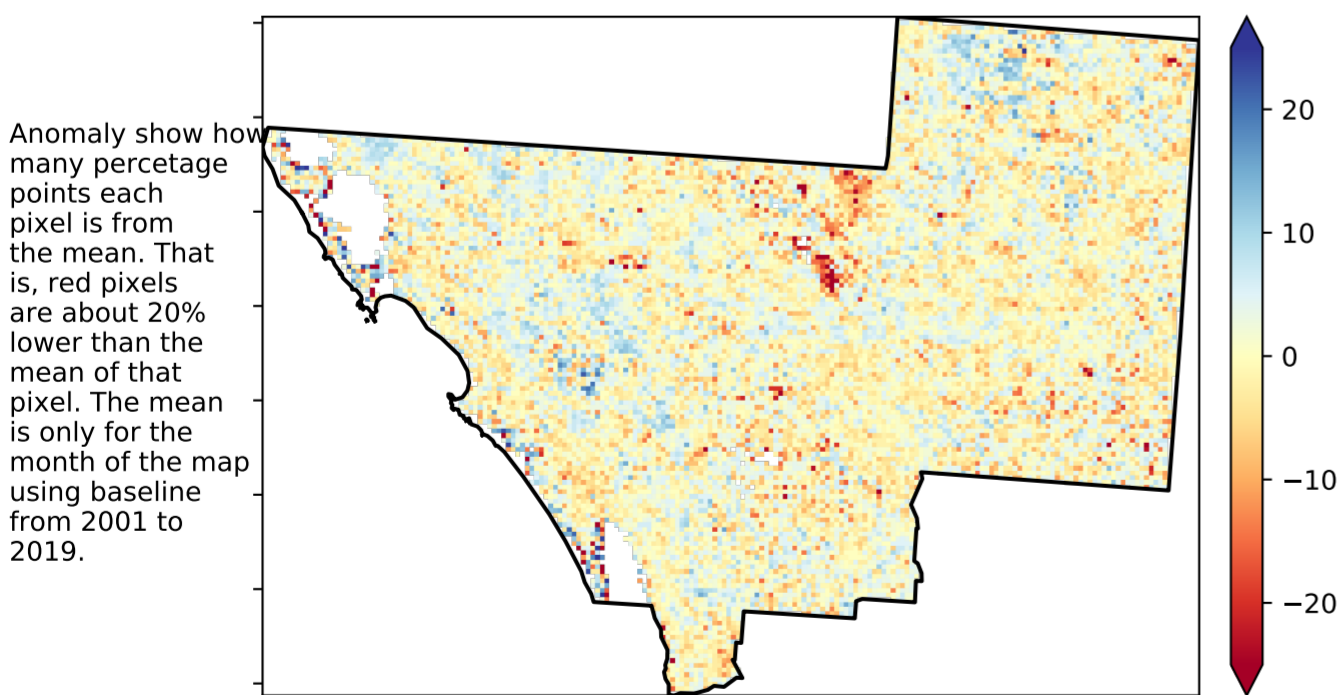 Anomaly show how
many percetage
points each
pixel is from
the mean. That
is, red pixels
are about 20%
lower than the
mean of that
pixel. The mean
is only for the
month of the map
using baseline
from 2001 to
2019.
20
10
0
−10
−20